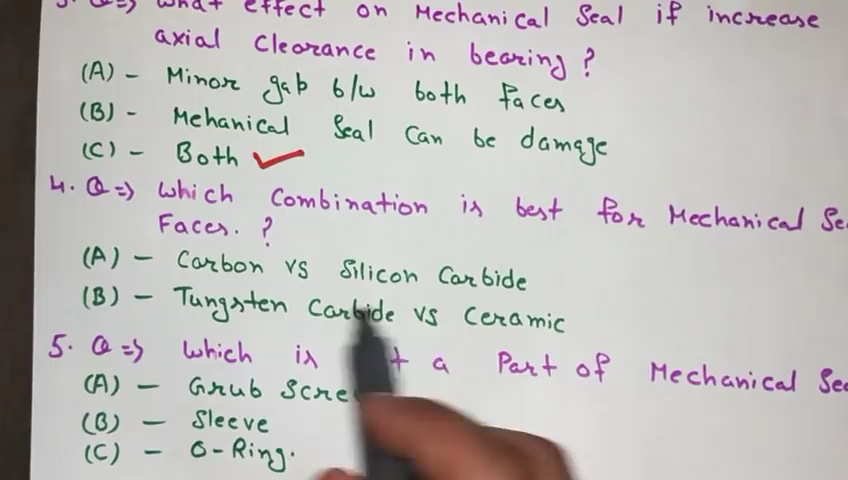 3. Q => What effect on Mechanical Seal if increase
axial Clearance in bearing ?
(A) - Minor gap b/w both faces
(B) - Mehanical Seal Can be damage
(C) - Both
4. Q => Which Combination is best for Mechanical
Faces. ?
(A) - Carbon vs Silicon Carbide
(B) - Tungsten Carbide vs Ceramic
5. Q => Which is a Part of Mechanical
(A) - Grub
(B) - Sleeve
(C) - O-Ring.